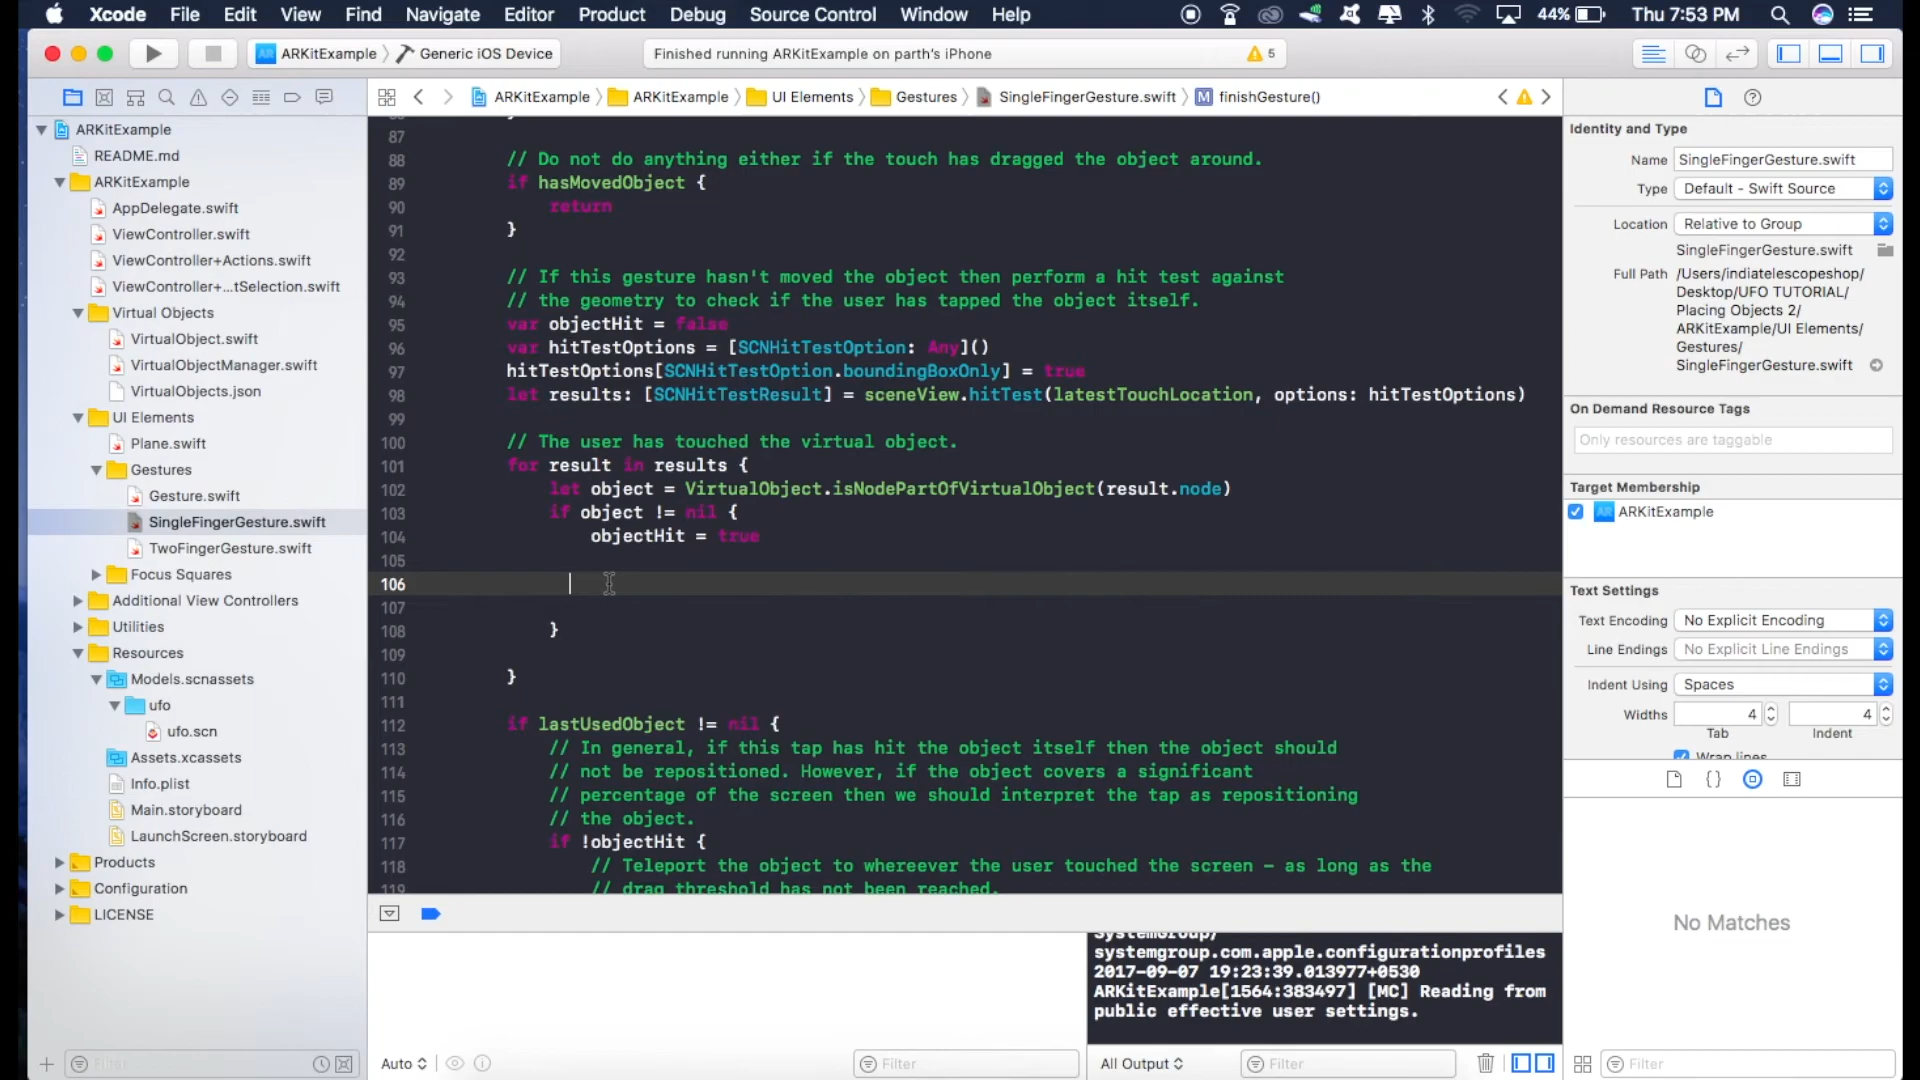 Xcode File Edit View Find Navigate Editor Product Debug Source Control Window Help 44% Thu 7:53 PM
ARKitExample Generic iOS Device Finished running ARKitExample on parth's iPhone 5
ARKitExample ARKitExample UI Elements Gestures SingleFingerGesture.swift M finishGesture()
ARKitExample
README.md
ARKitExample
AppDelegate.swift
ViewController.swift
ViewController+Actions.swift
ViewController+...tSelection.swift
Virtual Objects
VirtualObject.swift
VirtualObjectManager.swift
VirtualObjects.json
UI Elements
Plane.swift
Gestures
Gesture.swift
SingleFingerGesture.swift
TwoFingerGesture.swift
Focus Squares
Additional View Controllers
Utilities
Resources
Models.scnassets
ufo
ufo.scn
Assets.xcassets
Info.plist
Main.storyboard
LaunchScreen.storyboard
Products
Configuration
LICENSE
Filter
87
88 // Do not do anything either if the touch has dragged the object around.
89 if hasMovedObject {
90 return
91 }
92
93 // If this gesture hasn't moved the object then perform a hit test against
94 // the geometry to check if the user has tapped the object itself.
95 var objectHit = false
96 var hitTestOptions = [SCNHitTestOption: Any]()
97 hitTestOptions[SCNHitTestOption.boundingBoxOnly] = true
98 let results: [SCNHitTestResult] = sceneView.hitTest(latestTouchLocation, options: hitTestOptions)
99
100 // The user has touched the virtual object.
101 for result in results {
102 let object = VirtualObject.isNodePartOfVirtualObject(result.node)
103 if object != nil {
104 objectHit = true
105
106
107
108 }
109
110 }
111
112 if lastUsedObject != nil {
113 // In general, if this tap has hit the object itself then the object should
114 // not be repositioned. However, if the object covers a significant
115 // percentage of the screen then we should interpret the tap as repositioning
116 // the object.
117 if !objectHit {
118 // Teleport the object to whereever the user touched the screen - as long as the
119 // drag threshold has not been reached.
SystemGroup/
systemgroup.com.apple.configurationprofiles
2017-09-07 19:23:39.013977+0530
ARKitExample[1564:383497] [MC] Reading from
public effective user settings.
Auto Filter All Output Filter
Identity and Type
Name SingleFingerGesture.swift
Type Default - Swift Source
Location Relative to Group
SingleFingerGesture.swift
Full Path /Users/indiatelescopeshop/
Desktop/UFO TUTORIAL/
Placing Objects 2/
ARKitExample/UI Elements/
Gestures/
SingleFingerGesture.swift
On Demand Resource Tags
Only resources are taggable
Target Membership
ARKitExample
Text Settings
Text Encoding No Explicit Encoding
Line Endings No Explicit Line Endings
Indent Using Spaces
Widths 4 4
Tab Indent
Wrap lines
No Matches
Filter